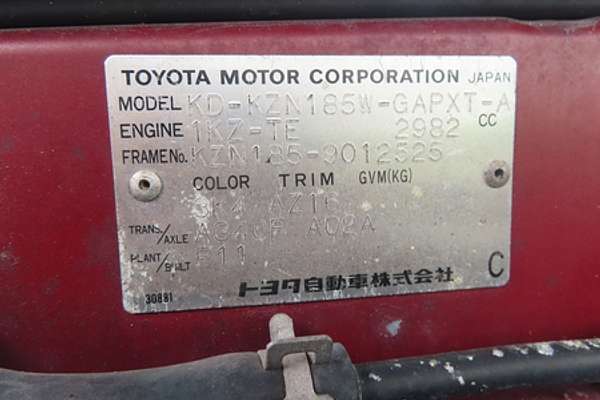 TOYOTA MOTOR CORPORATION JAPAN
MODEL KD-KZN185W-GAPXT-A
ENGINE 1KZ-TE 2982 CC
FRAME No. KZN185-9012525
COLOR TRIM GVM(KG)
AZ16
TRANS./AXLE A02A
PLANT/BUILT
トヨタ自動車株式会社 C
30881